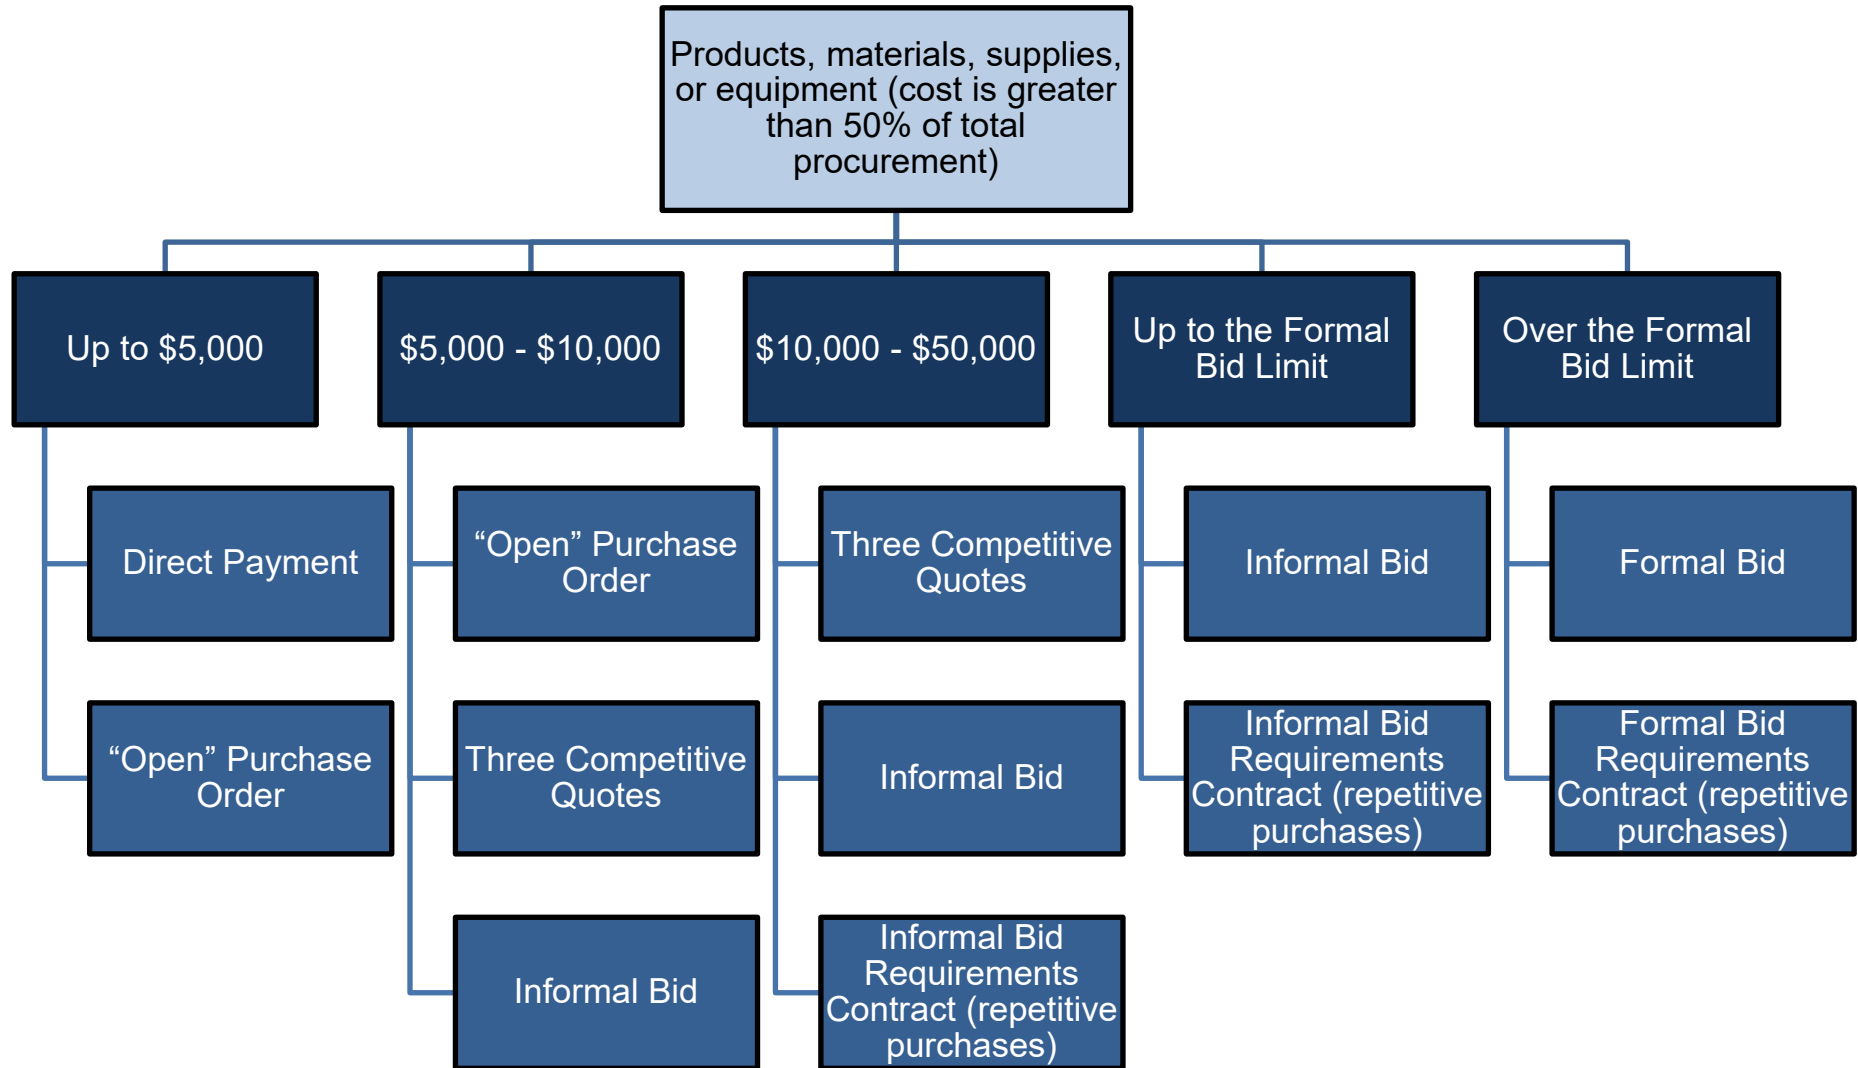 Products, materials, supplies,
or equipment (cost is greater
than 50% of total
procurement)
Up to $5,000
$5,000 - $10,000
$10,000 - $50,000
Up to the Formal
Bid Limit
Over the Formal
Bid Limit
Direct Payment
“Open” Purchase
Order
Three Competitive
Quotes
Informal Bid
Formal Bid
“Open” Purchase
Order
Three Competitive
Quotes
Informal Bid
Informal Bid
Requirements
Contract (repetitive
purchases)
Formal Bid
Requirements
Contract (repetitive
purchases)
Informal Bid
Informal Bid
Requirements
Contract (repetitive
purchases)